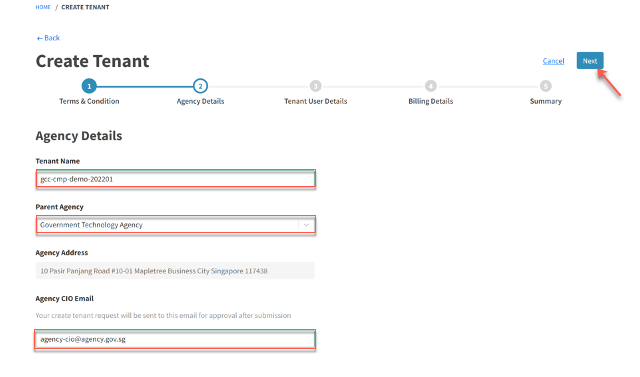 HOME / CREATE TENANT
← Back
Create Tenant
Cancel
Next
1 2 3 4 5
Terms & Condition Agency Details Tenant User Details Billing Details Summary
Agency Details
Tenant Name
gcc-cmp-demo-202201
Parent Agency
Government Technology Agency
Agency Address
10 Pasir Panjang Road #10-01 Mapletree Business City Singapore 117438
Agency CIO Email
Your create tenant request will be sent to this email for approval after submission
agency-cio@agency.gov.sg